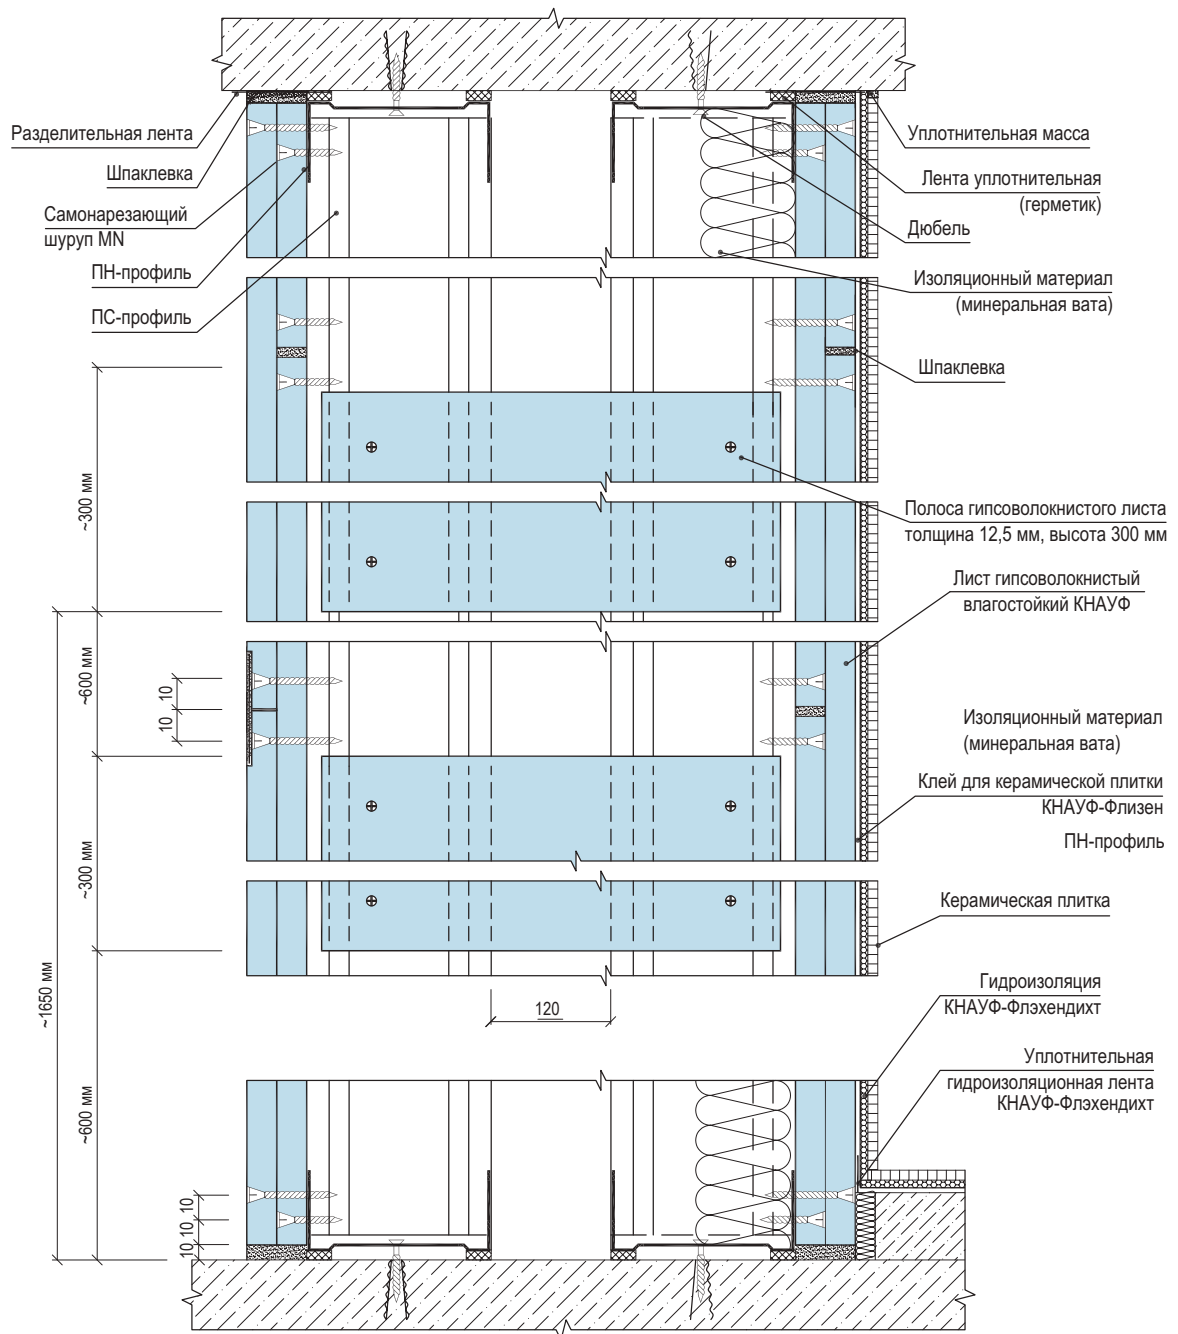 Разделительная лента
Шпаклевка
Самонарезающий
шуруп MN
ПН-профиль
ПС-профиль
Уплотнительная масса
Лента уплотнительная
(герметик)
Дюбель
Изоляционный материал
(минеральная вата)
Шпаклевка
Полоса гипсоволокнистого листа
толщина 12,5 мм, высота 300 мм
Лист гипсоволокнистый
влагостойкий КНАУФ
Изоляционный материал
(минеральная вата)
Клей для керамической плитки
КНАУФ-Флизен
ПН-профиль
Керамическая плитка
Гидроизоляция
КНАУФ-Флэхендихт
Уплотнительная
гидроизоляционная лента
КНАУФ-Флэхендихт
~300 мм
~600 мм
10
10
~300 мм
~1650 мм
120
~600 мм
10
10
10